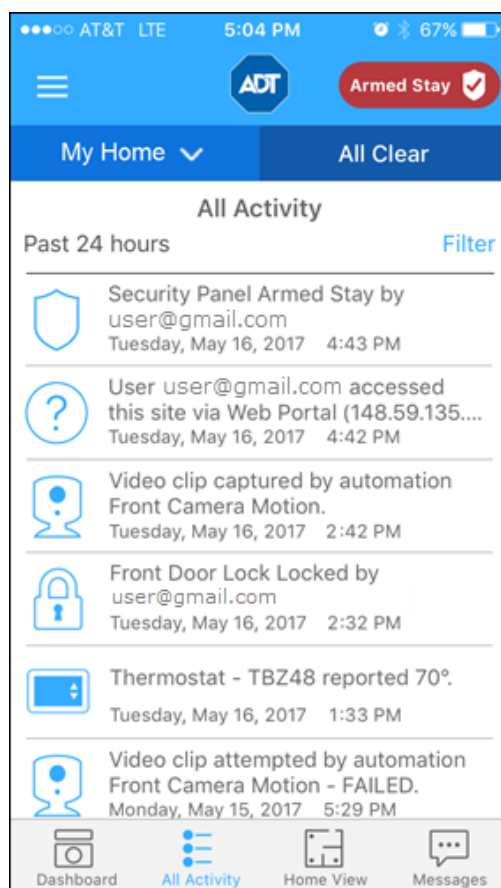 AT&T LTE 5:04 PM 67%
ADT
Armed Stay
My Home
All Clear
All Activity
Past 24 hours
Filter
Security Panel Armed Stay by
user@gmail.com
Tuesday, May 16, 2017 4:43 PM
?
User user@gmail.com accessed
this site via Web Portal (148.59.135....
Tuesday, May 16, 2017 4:42 PM
Video clip captured by automation
Front Camera Motion.
Tuesday, May 16, 2017 2:42 PM
Front Door Lock Locked by
user@gmail.com
Tuesday, May 16, 2017 2:32 PM
Thermostat - TBZ48 reported 70°.
Tuesday, May 16, 2017 1:33 PM
Video clip attempted by automation
Front Camera Motion - FAILED.
Monday, May 15, 2017 5:29 PM
Dashboard
All Activity
Home View
Messages